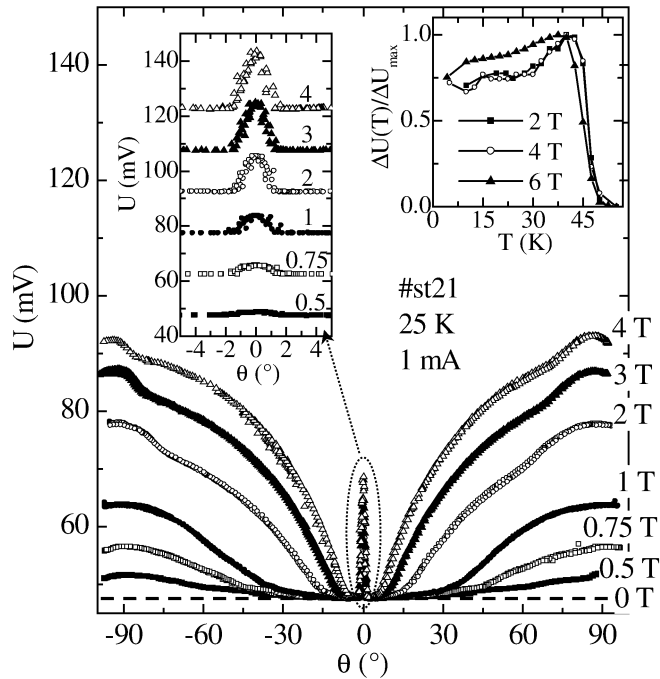 140
120
100
80
60
U (mV)
-90
-60
-30
0
30
60
90
θ (°)
140
120
100
80
60
40
U (mV)
4
3
2
1
0.75
0.5
-4
-2
0
2
4
θ (°)
1.0
0.5
0.0
ΔU(T)/ΔUmax
2 T
4 T
6 T
0
15
30
45
T (K)
#st21
25 K
1 mA
4 T
3 T
2 T
1 T
0.75 T
0.5 T
0 T